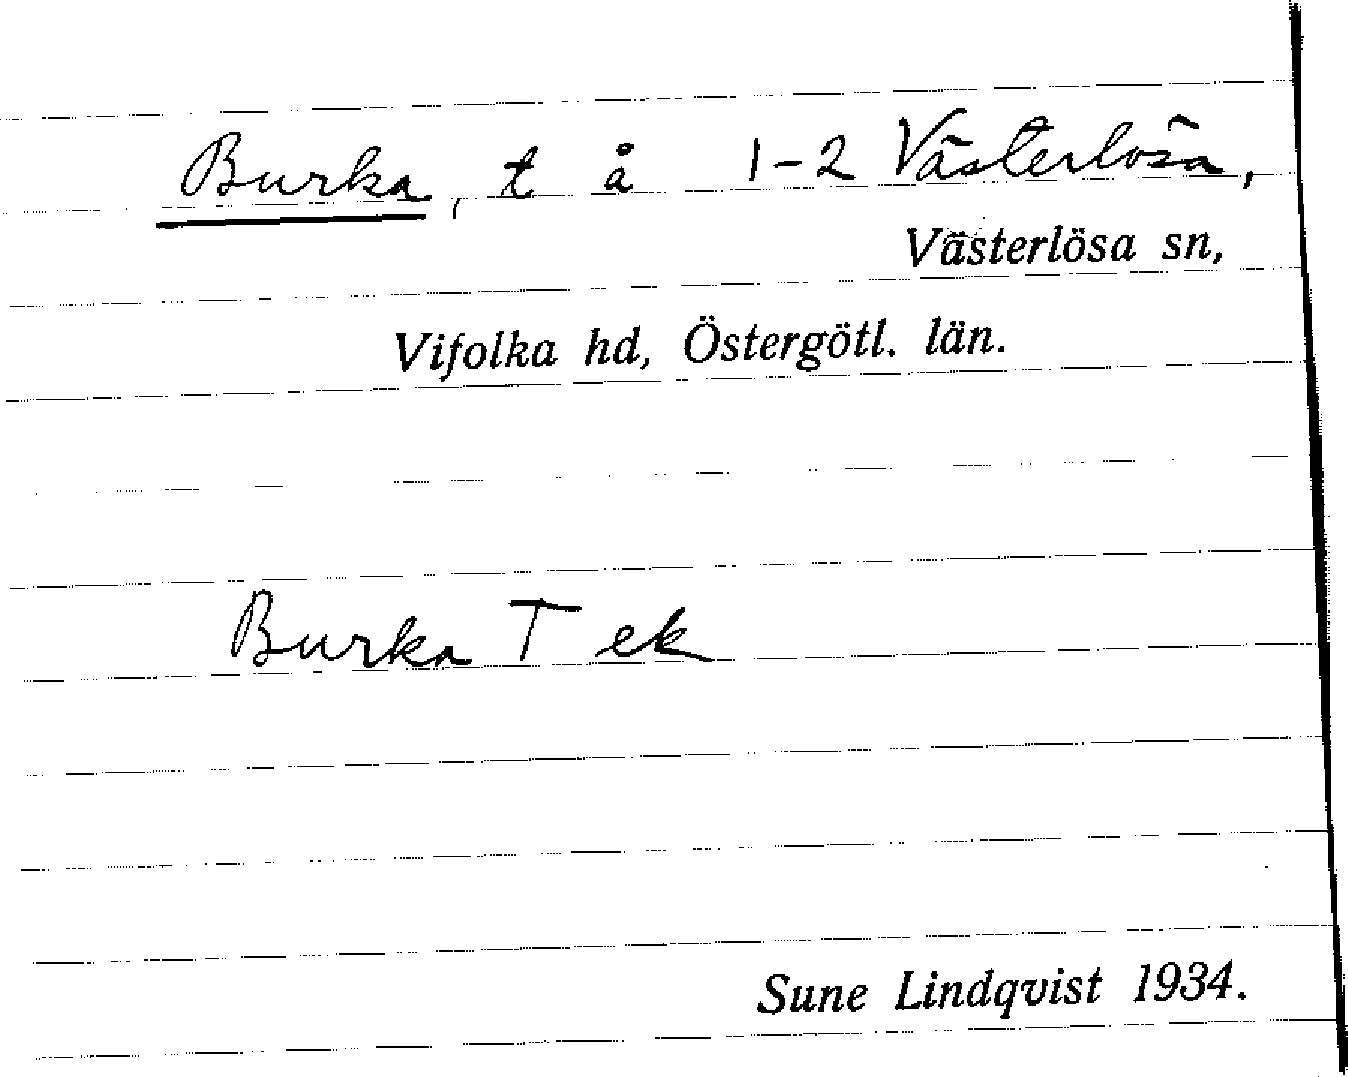 Burka, t å 1-2 Västerlösa,
Västerlösa sn,
Vifolka hd, Östergötl. län.
Burka T ek
Sune Lindqvist 1934.